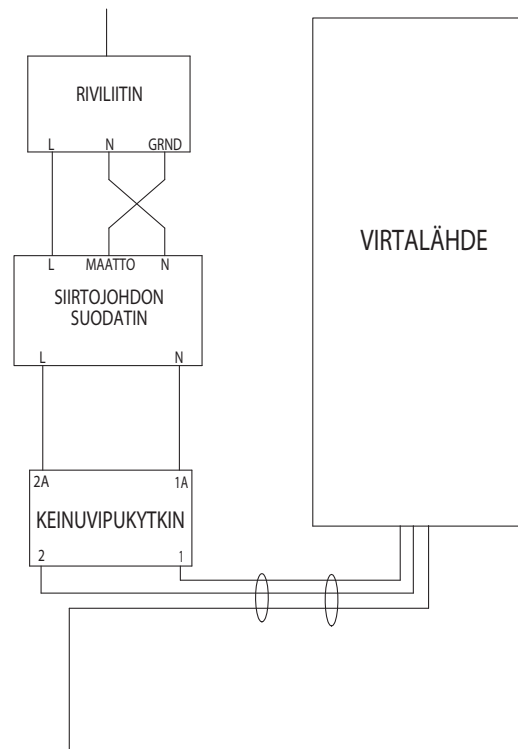 RIVILIITIN
L N GRND
VIRTALÄHDE
L MAATTO N
SIIRTOJOHDON
SUODATIN
L N
2A 1A
KEINUVIPUKYTKIN
2 1